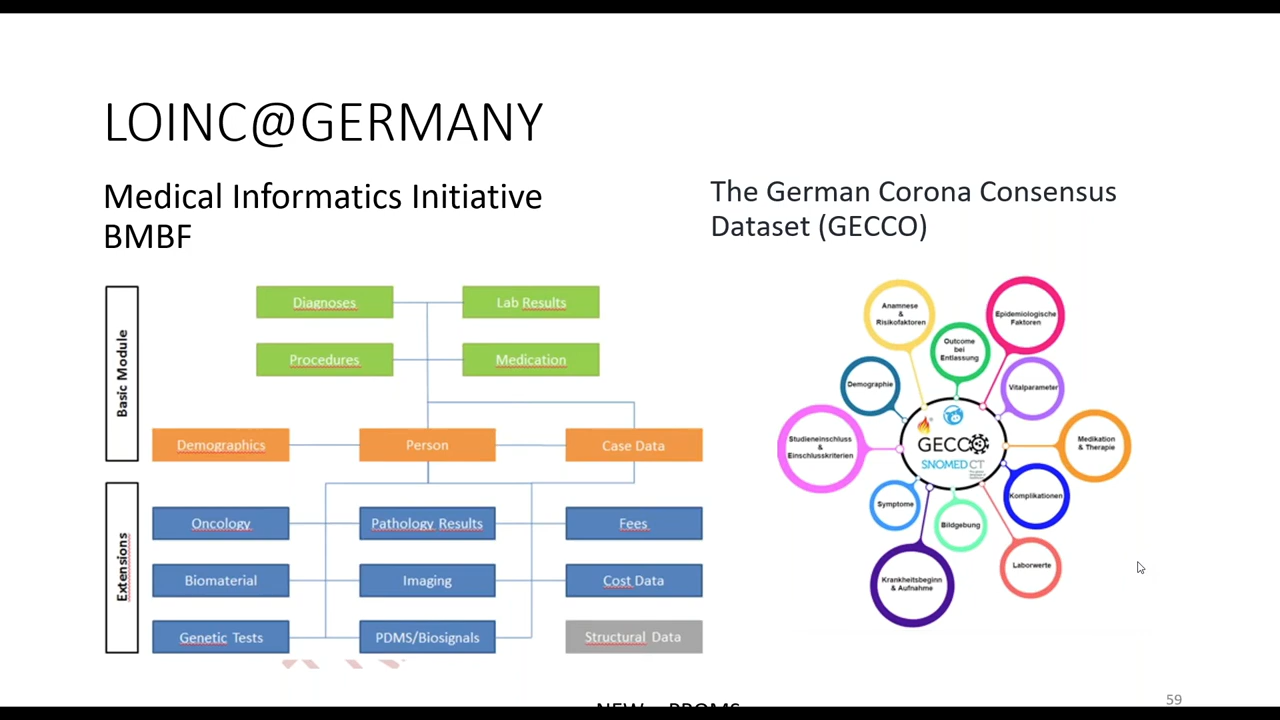 LOINC@GERMANY
Medical Informatics Initiative
BMBF
The German Corona Consensus
Dataset (GECCO)
Basic Module
Diagnoses
Lab Results
Procedures
Medication
Demographics
Person
Case Data
Extensions
Oncology
Pathology Results
Fees
Biomaterial
Imaging
Cost Data
Genetic Tests
PDMS/Biosignals
Structural Data
Anamnese
&
Risikofaktoren
Epidemiologische
Faktoren
Outcome
bei
Entlassung
Demographie
Vitalparameter
Studieneinschluss
&
Einschlusskriterien
GECCO
SNOMED CT
Medikation
& Therapie
Symptome
Komplikationen
Bildgebung
Krankheitsbeginn
& Aufnahme
Laborwerte
59